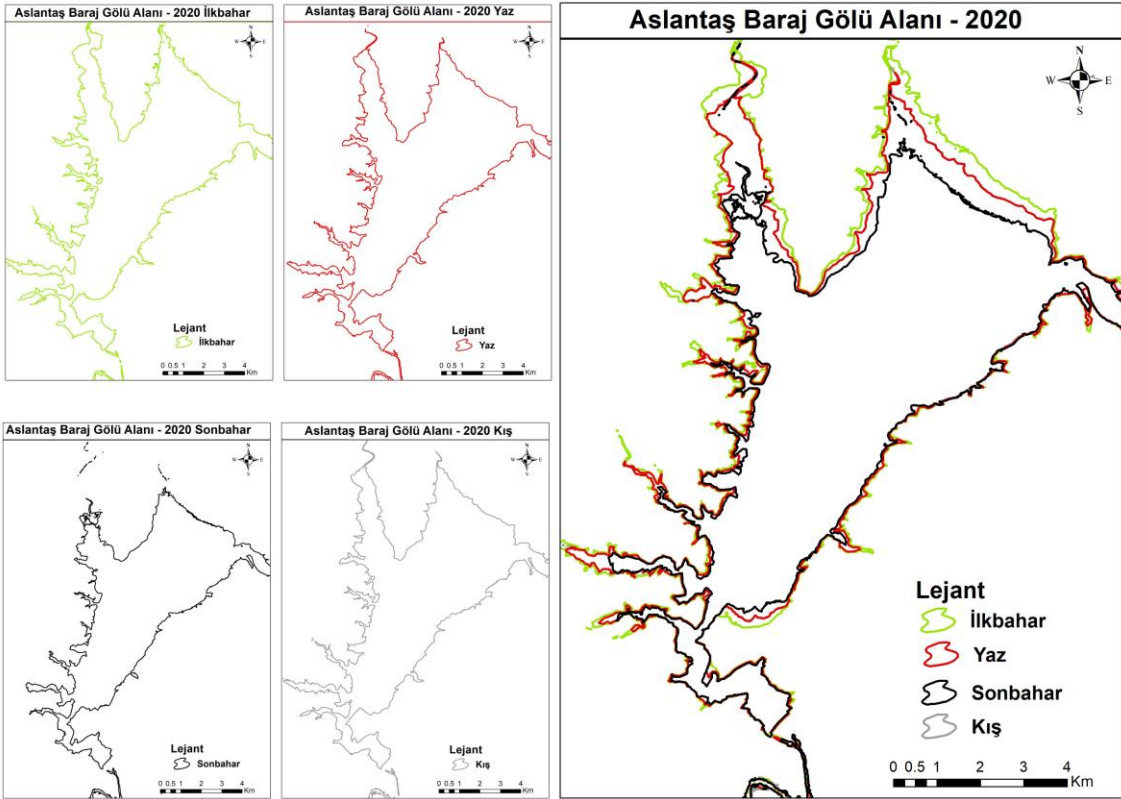 Aslantaş Baraj Gölü Alanı - 2020 İlkbahar
N
W E
S
Lejant
İlkbahar
0 0.5 1 2 3 4
Km
Aslantaş Baraj Gölü Alanı - 2020 Yaz
N
W E
S
Lejant
Yaz
0 0.5 1 2 3 4
Km
Aslantaş Baraj Gölü Alanı - 2020 Sonbahar
N
W E
S
Lejant
Sonbahar
0 0.5 1 2 3 4
Km
Aslantaş Baraj Gölü Alanı - 2020 Kış
N
W E
S
Lejant
Kış
0 0.5 1 2 3 4
Km
Aslantaş Baraj Gölü Alanı - 2020
N
W E
S
Lejant
İlkbahar
Yaz
Sonbahar
Kış
0 0.5 1 2 3 4
Km